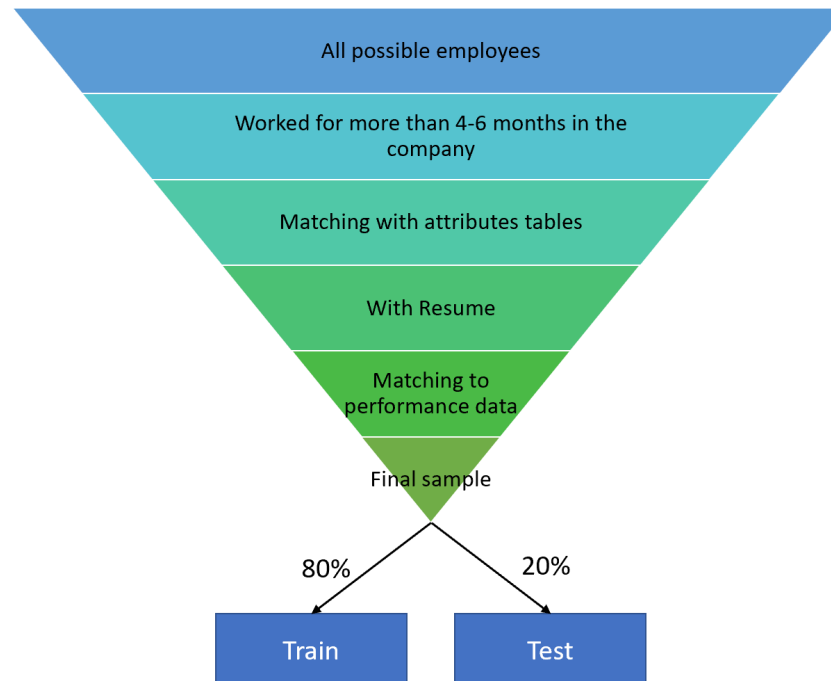 All possible employees
Worked for more than 4-6 months in the
company
Matching with attributes tables
With Resume
Matching to
performance data
Final sample
80%
20%
Train
Test